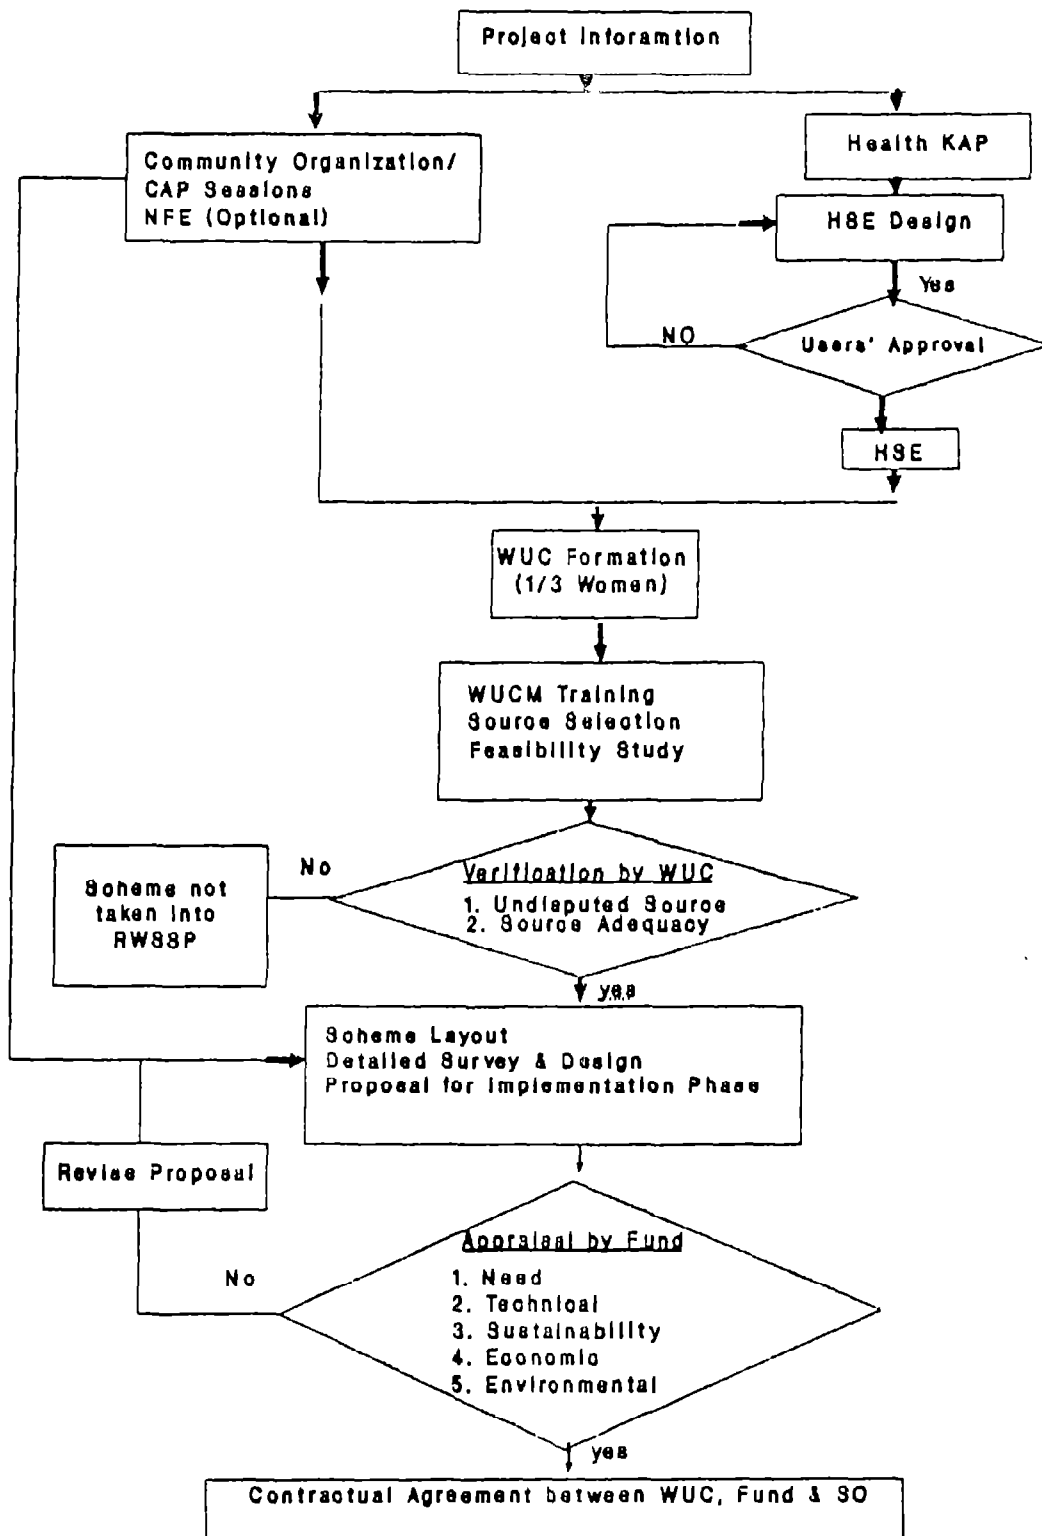 Project Inforamtion
Community Organization/
CAP Sessions
NFE (Optional)
Health KAP
HSE Design
Yes
NO
Users' Approval
HSE
WUC Formation
(1/3 Women)
WUCM Training
Source Selection
Feasibility Study
No
Verification by WUC
1. Undisputed Source
2. Source Adequacy
Scheme not
taken into
RWSSP
yes
Scheme Layout
Detailed Survey & Design
Proposal for Implementation Phase
Revise Proposal
No
Appraisal by Fund
1. Need
2. Technical
3. Sustainability
4. Economic
5. Environmental
yes
Contractual Agreement between WUC, Fund & SO